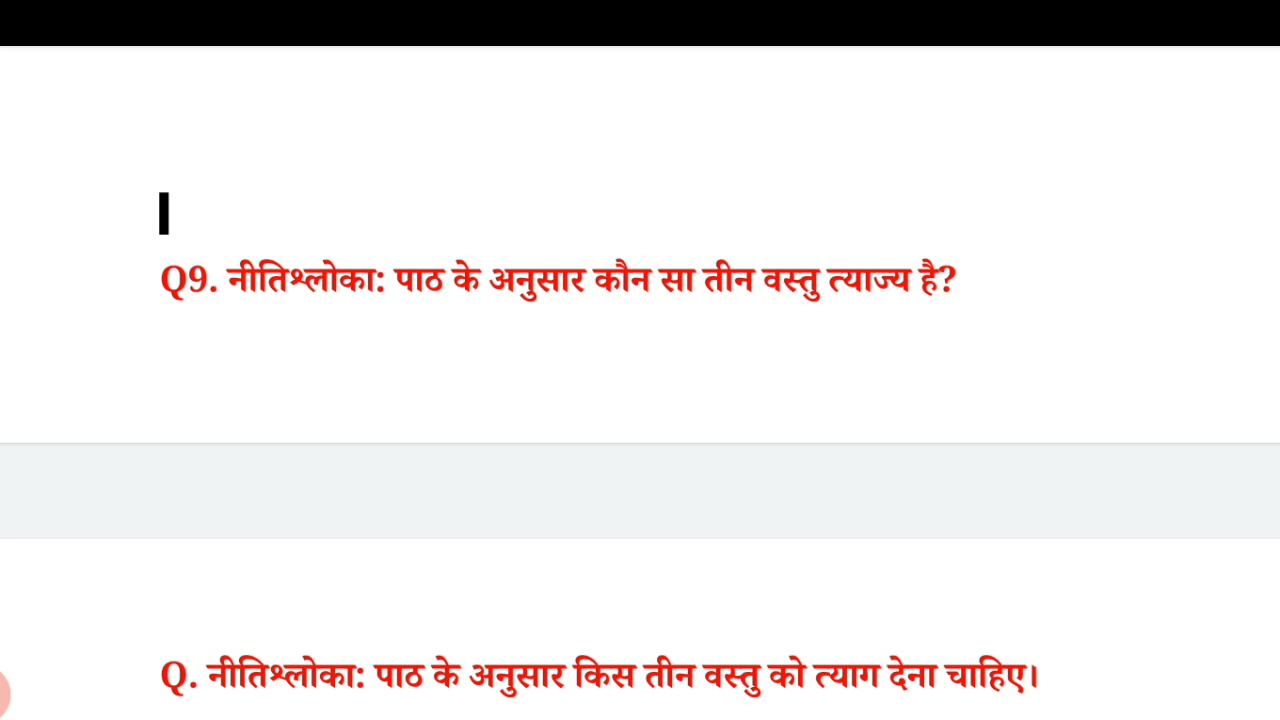 Q9. नीतिश्लोका: पाठ के अनुसार कौन सा तीन वस्तु त्याज्य है?
Q. नीतिश्लोका: पाठ के अनुसार किस तीन वस्तु को त्याग देना चाहिए।